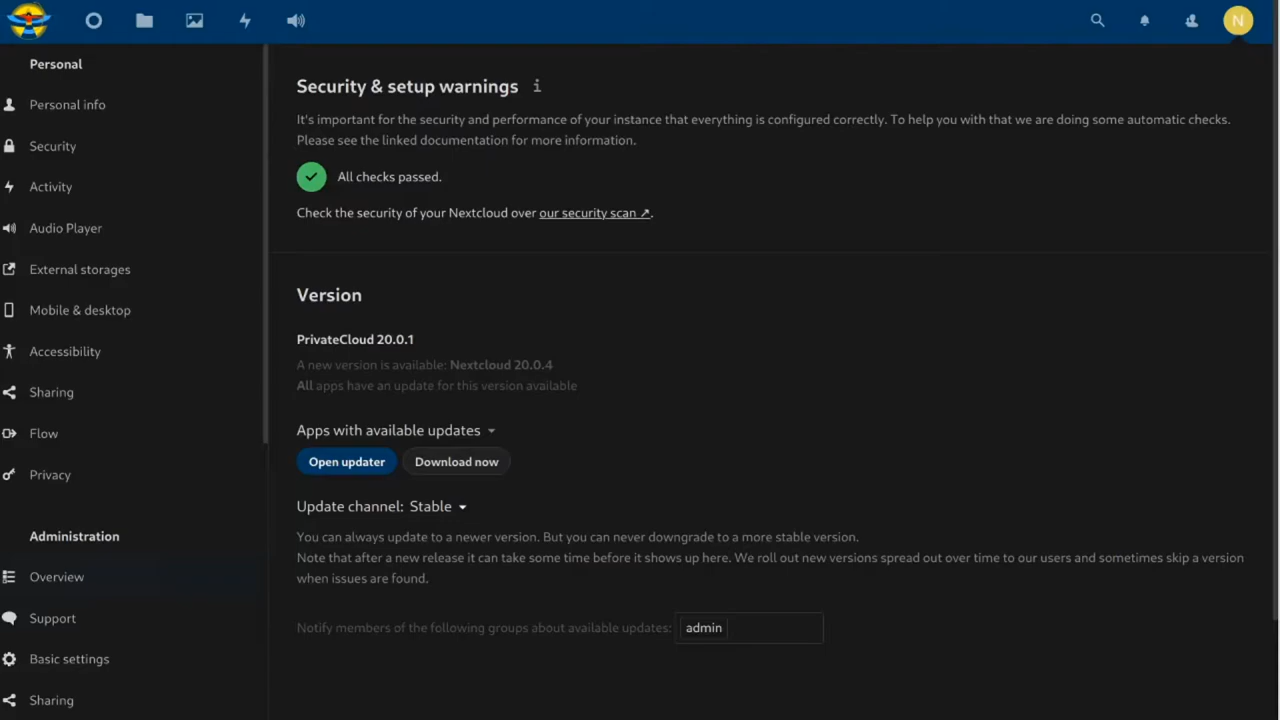 N
Personal
Personal info
Security
Activity
Audio Player
External storages
Mobile & desktop
Accessibility
Sharing
Flow
Privacy
Administration
Overview
Support
Basic settings
Sharing
Security & setup warnings
It's important for the security and performance of your instance that everything is configured correctly. To help you with that we are doing some automatic checks.
Please see the linked documentation for more information.
All checks passed.
Check the security of your Nextcloud over our security scan ↗.
Version
PrivateCloud 20.0.1
A new version is available: Nextcloud 20.0.4
All apps have an update for this version available
Apps with available updates
Open updater Download now
Update channel: Stable
You can always update to a newer version. But you can never downgrade to a more stable version.
Note that after a new release it can take some time before it shows up here. We roll out new versions spread out over time to our users and sometimes skip a version
when issues are found.
Notify members of the following groups about available updates: admin